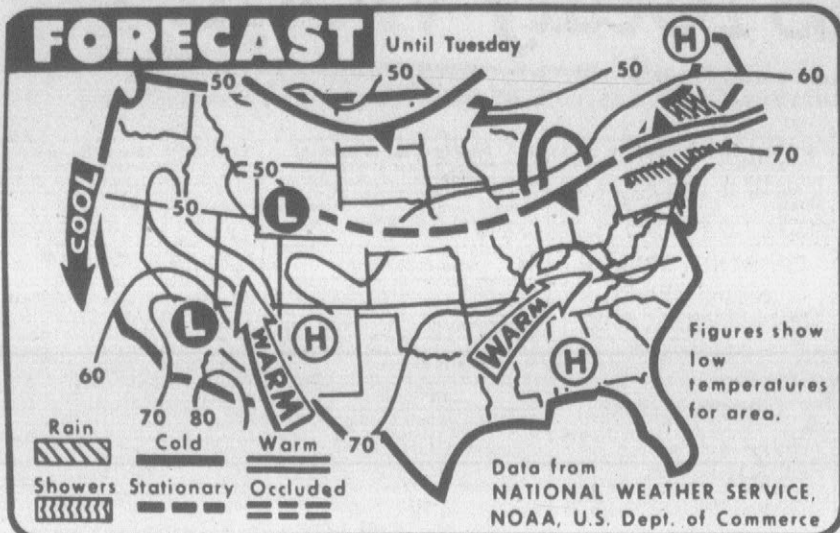 FORECAST
Until Tuesday
H
50
50
50
60
70
50
L
50
COOL
L
WARM
H
WARM
H
60
70
80
70
Figures show
low
temperatures
for area.
Rain
Cold
Warm
Showers
Stationary
Occluded
Data from
NATIONAL WEATHER SERVICE,
NOAA, U.S. Dept. of Commerce